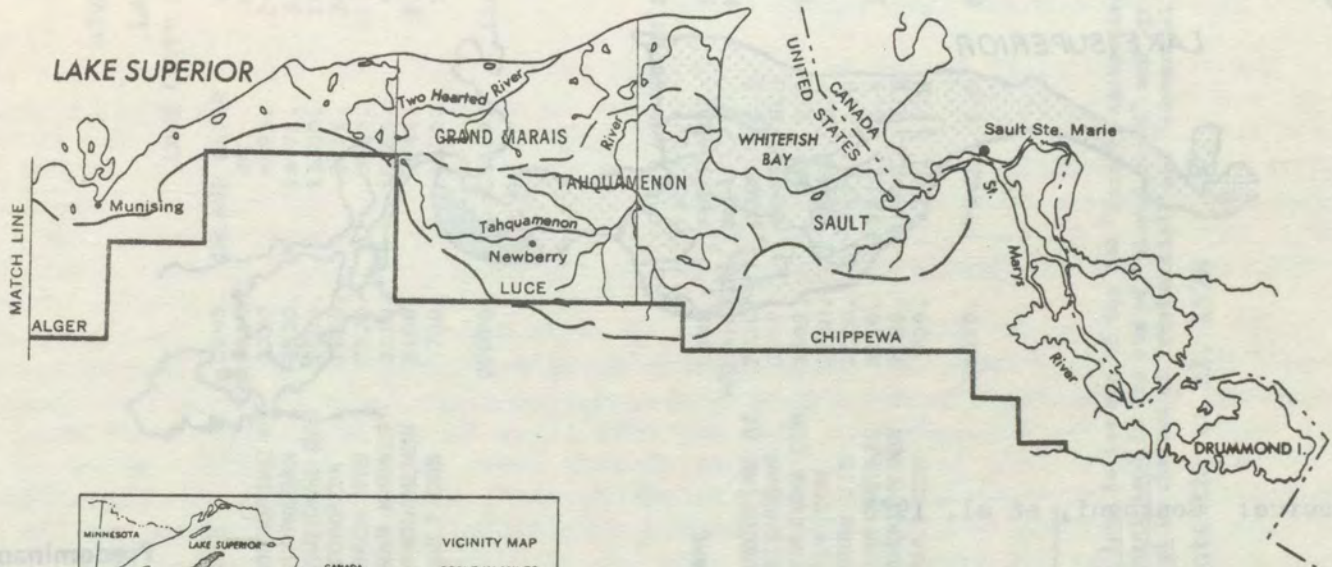 LAKE SUPERIOR
MATCH LINE
Munising
ALGER
Two Hearted River
GRAND MARAIS
River
TAHQUAMENON
Tahquamenon
Newberry
LUCE
WHITEFISH
BAY
UNITED STATES
CANADA
SAULT
Sault Ste. Marie
St.
Marys
River
CHIPPEWA
DRUMMOND I.
MINNESOTA
LAKE SUPERIOR
VICINITY MAP